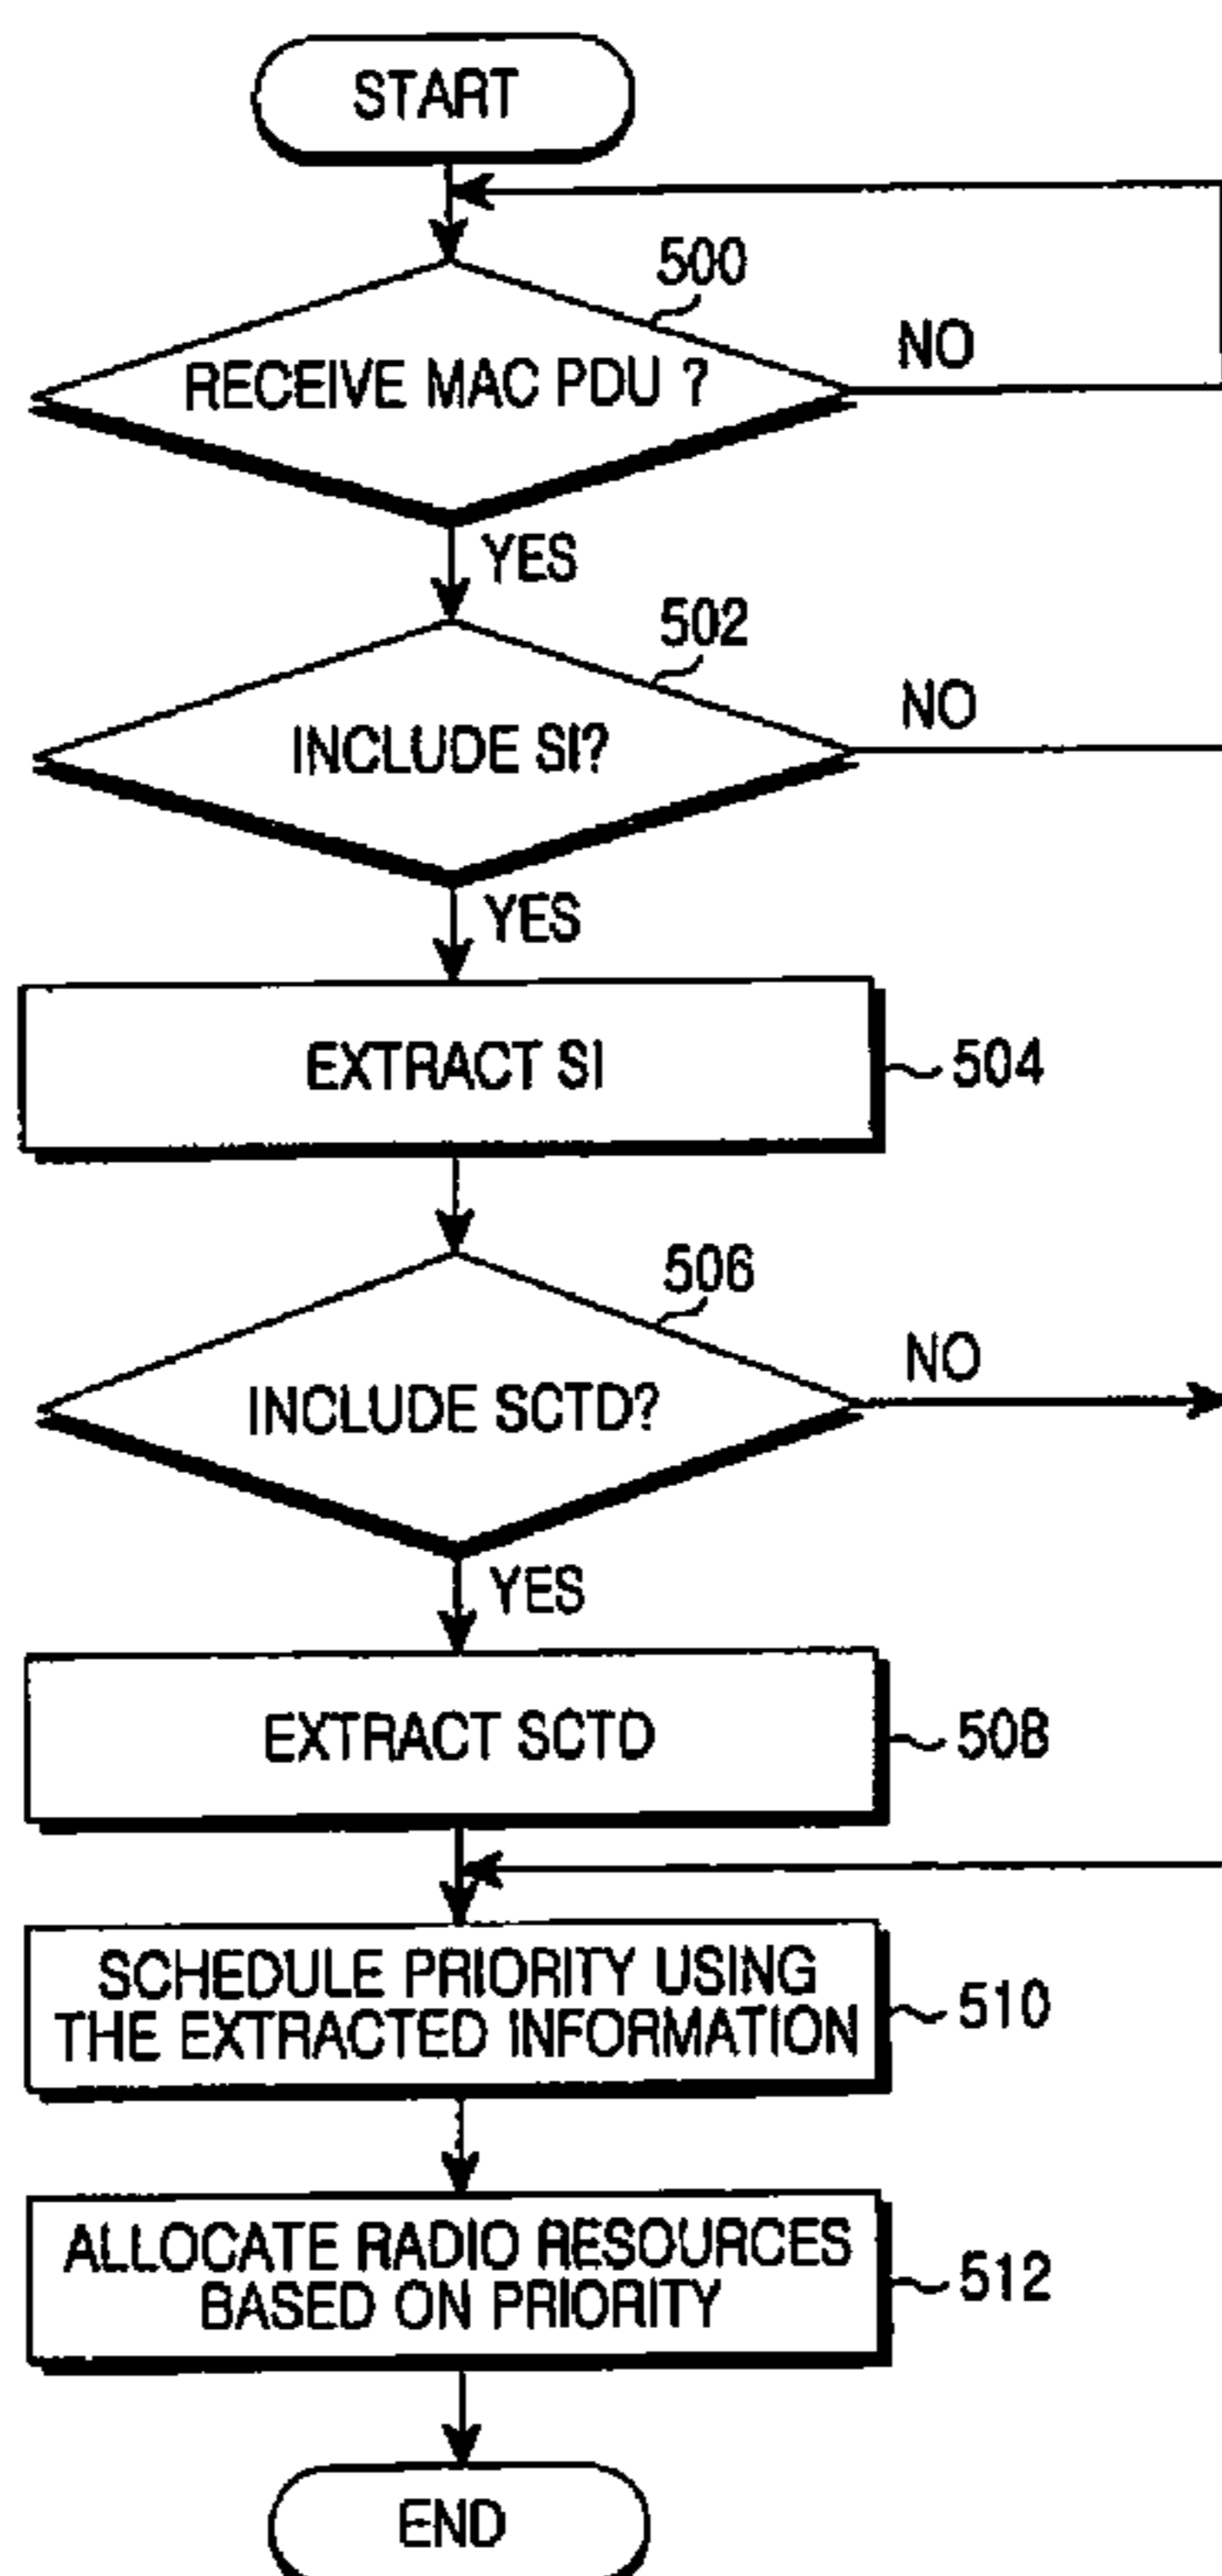 START
500
RECEIVE MAC PDU ?
NO
YES
502
INCLUDE SI?
NO
YES
EXTRACT SI
504
506
INCLUDE SCTD?
NO
YES
EXTRACT SCTD
508
SCHEDULE PRIORITY USING
THE EXTRACTED INFORMATION
510
ALLOCATE RADIO RESOURCES
BASED ON PRIORITY
512
END